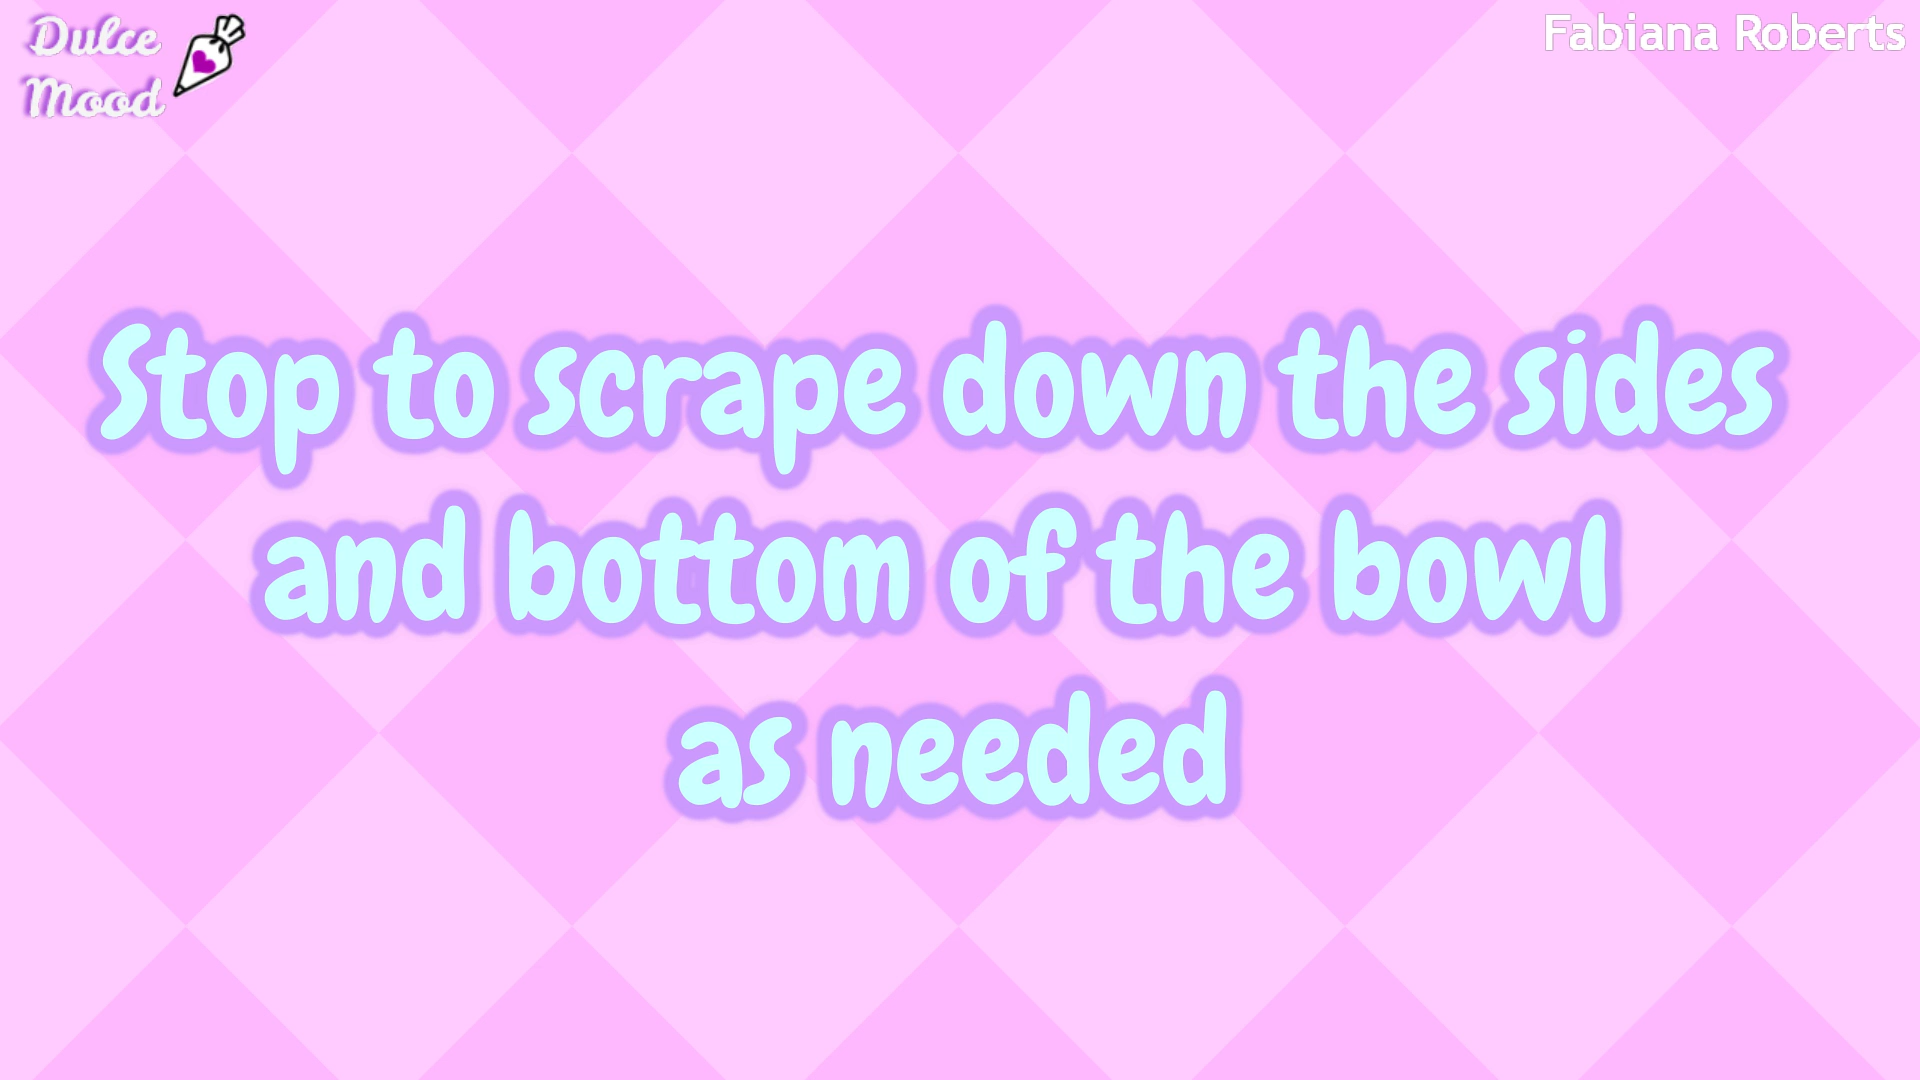 Dulce
Mood
Fabiana Roberts
Stop to scrape down the sides
and bottom of the bowl
as needed